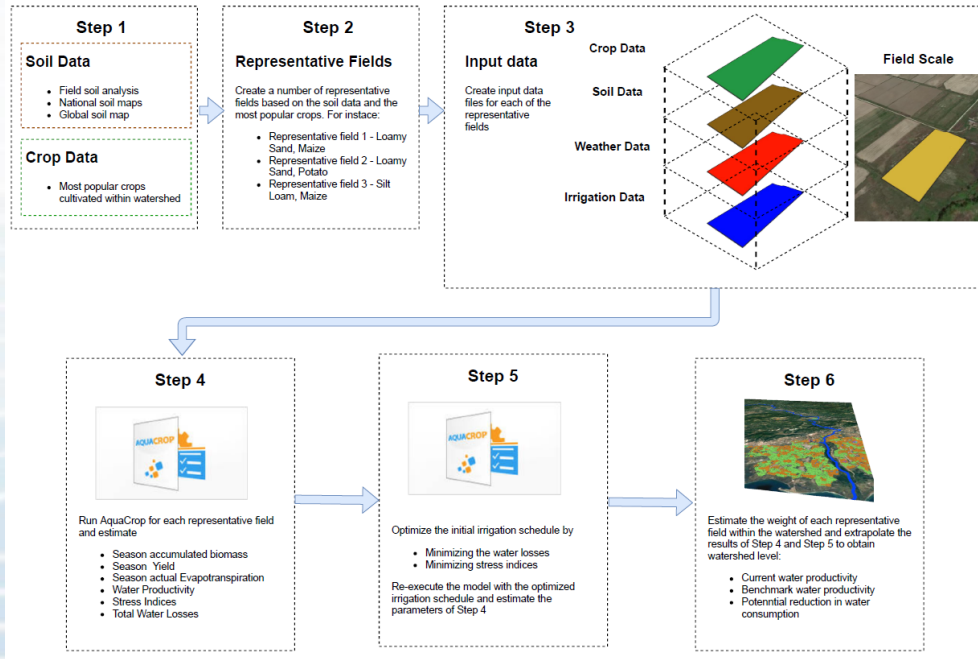 Step 1
Soil Data
Field soil analysis
National soil maps
Global soil map
Crop Data
Most popular crops
cultivated within watershed
Step 2
Representative Fields
Create a number of representative
fields based on the soil data and the
most popular crops. For instace:
Representative field 1 - Loamy
Sand, Maize
Representative field 2 - Loamy
Sand, Potato
Representative field 3 - Silt
Loam, Maize
Step 3
Input data
Create input data
files for each of the
representative
fields
Crop Data
Soil Data
Weather Data
Irrigation Data
Field Scale
Step 4
AQUACROP
Run AquaCrop for each representative field
and estimate
Season accumulated biomass
Season Yield
Season actual Evapotranspiration
Water Productivity
Stress Indices
Total Water Losses
Step 5
AQUACROP
Optimize the initial irrigation schedule by
Minimizing the water losses
Minimizing stress indices
Re-execute the model with the optimized
irrigation schedule and estimate the
parameters of Step 4
Step 6
Estimate the weight of each representative
field within the watershed and extrapolate the
results of Step 4 and Step 5 to obtain
watershed level:
Current water productivity
Benchmark water productivity
Potenntial reduction in water
consumption